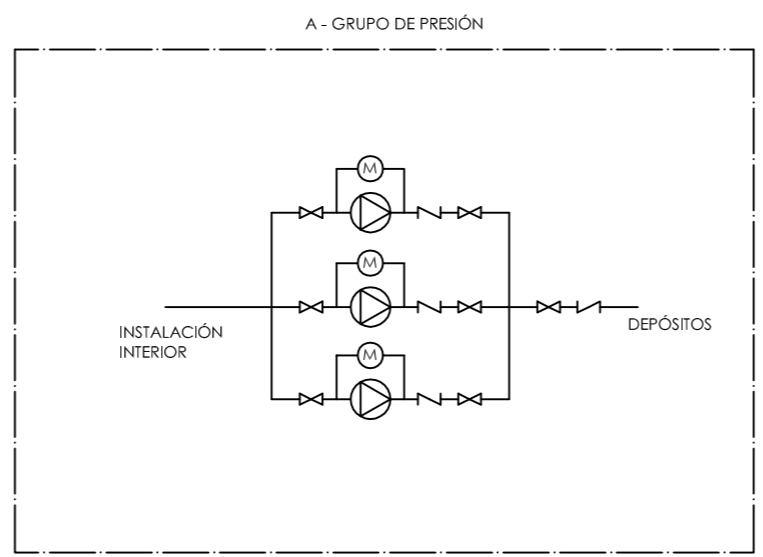 A - GRUPO DE PRESIÓN
M
M
INSTALACIÓN
INTERIOR
DEPÓSITOS
M